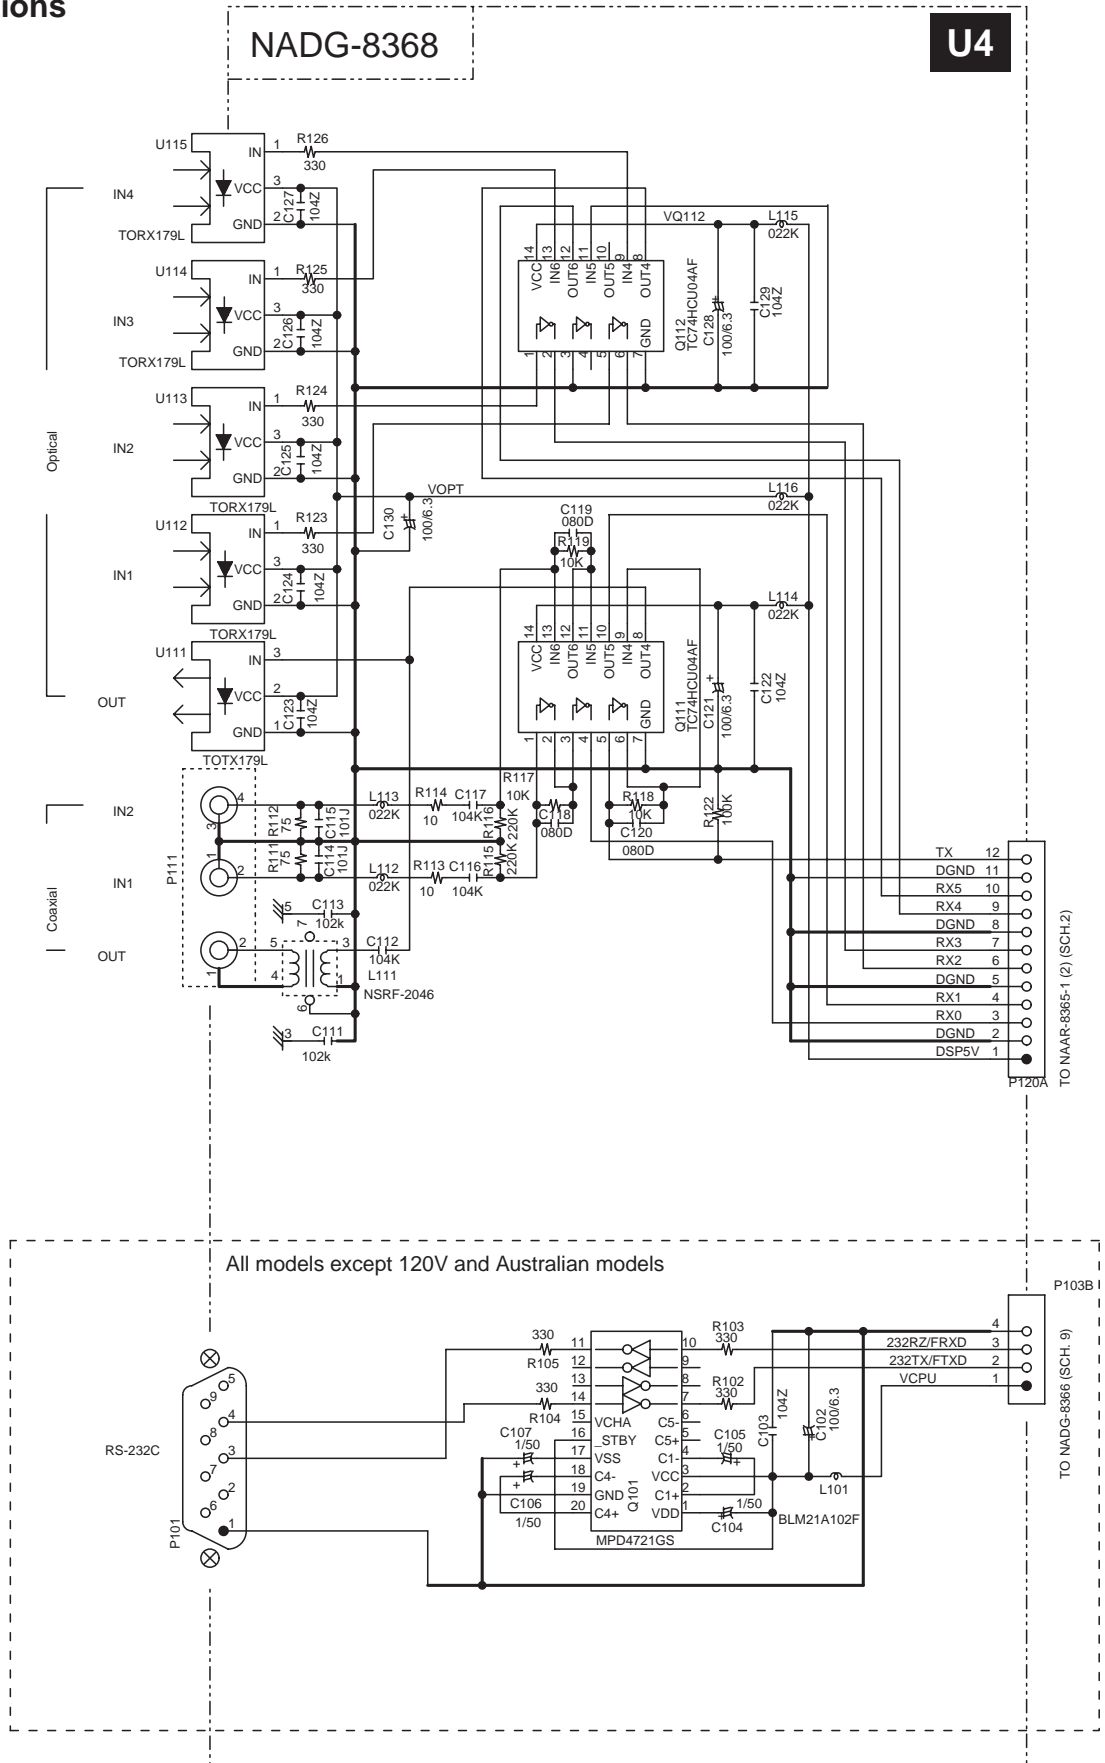 ions
NADG-8368
U4
U115
IN4
TORX179L
IN 1
VCC 3
GND 2
R126
330
C127
104Z
U114
IN3
TORX179L
IN 1
VCC 3
GND 2
R125
330
C126
104Z
U113
IN2
TORX179L
IN 1
VCC 3
GND 2
R124
330
C125
104Z
Optical
U112
IN1
TORX179L
IN 1
VCC 3
GND 2
R123
330
C124
104Z
U111
OUT
TOTX179L
IN 3
VCC 2
GND 1
C123
104Z
VOPT
C130
100/6.3
VQ112
L115
022K
14 13 12 11 10 9 8
VCC IN6 OUT6 IN5 OUT5 IN4 OUT4
GND
1 2 3 4 5 6 7
Q112
TC74HCU04AF
C128
100/6.3
C129
104Z
L116
022K
C119
080D
R119
10K
L114
022K
14 13 12 11 10 9 8
VCC IN6 OUT6 IN5 OUT5 IN4 OUT4
GND
1 2 3 4 5 6 7
Q111
TC74HCU04AF
C121
100/6.3
C122
104Z
R122
100K
R117
10K
C118
080D
R118
10K
C120
080D
Coaxial
IN2
IN1
OUT
P111
4
3
1
2
2
1
R112
75
R111
75
C115
101J
C114
101J
L113
022K
R114
10
C117
104K
R116
220K
R115
220K
L112
022K
R113
10
C116
104K
5
C113
102k
7
5
4
3
1
6
C112
104K
L111
NSRF-2046
3
C111
102k
TX 12
DGND 11
RX5 10
RX4 9
DGND 8
RX3 7
RX2 6
DGND 5
RX1 4
RX0 3
DGND 2
DSP5V 1
P120A
TO NAAR-8365-1 (2) (SCH.2)
All models except 120V and Australian models
P103B
4
232RZ/FRXD 3
232TX/FTXD 2
VCPU 1
TO NADG-8366 (SCH. 9)
RS-232C
P101
5
9
4
8
3
7
2
6
1
330
R105
330
R104
C107
1/50
C106
1/50
11
12
13
14
15 VCHA
16 _STBY
17 VSS
18 C4-
19 GND
20 C4+
Q101
MPD4721GS
10
9
8
7
C5- 6
C5+ 5
C1- 4
VCC 3
C1+ 2
VDD 1
R103
330
R102
330
C105
1/50
1/50
C104
C103
104Z
C102
100/6.3
L101
BLM21A102F